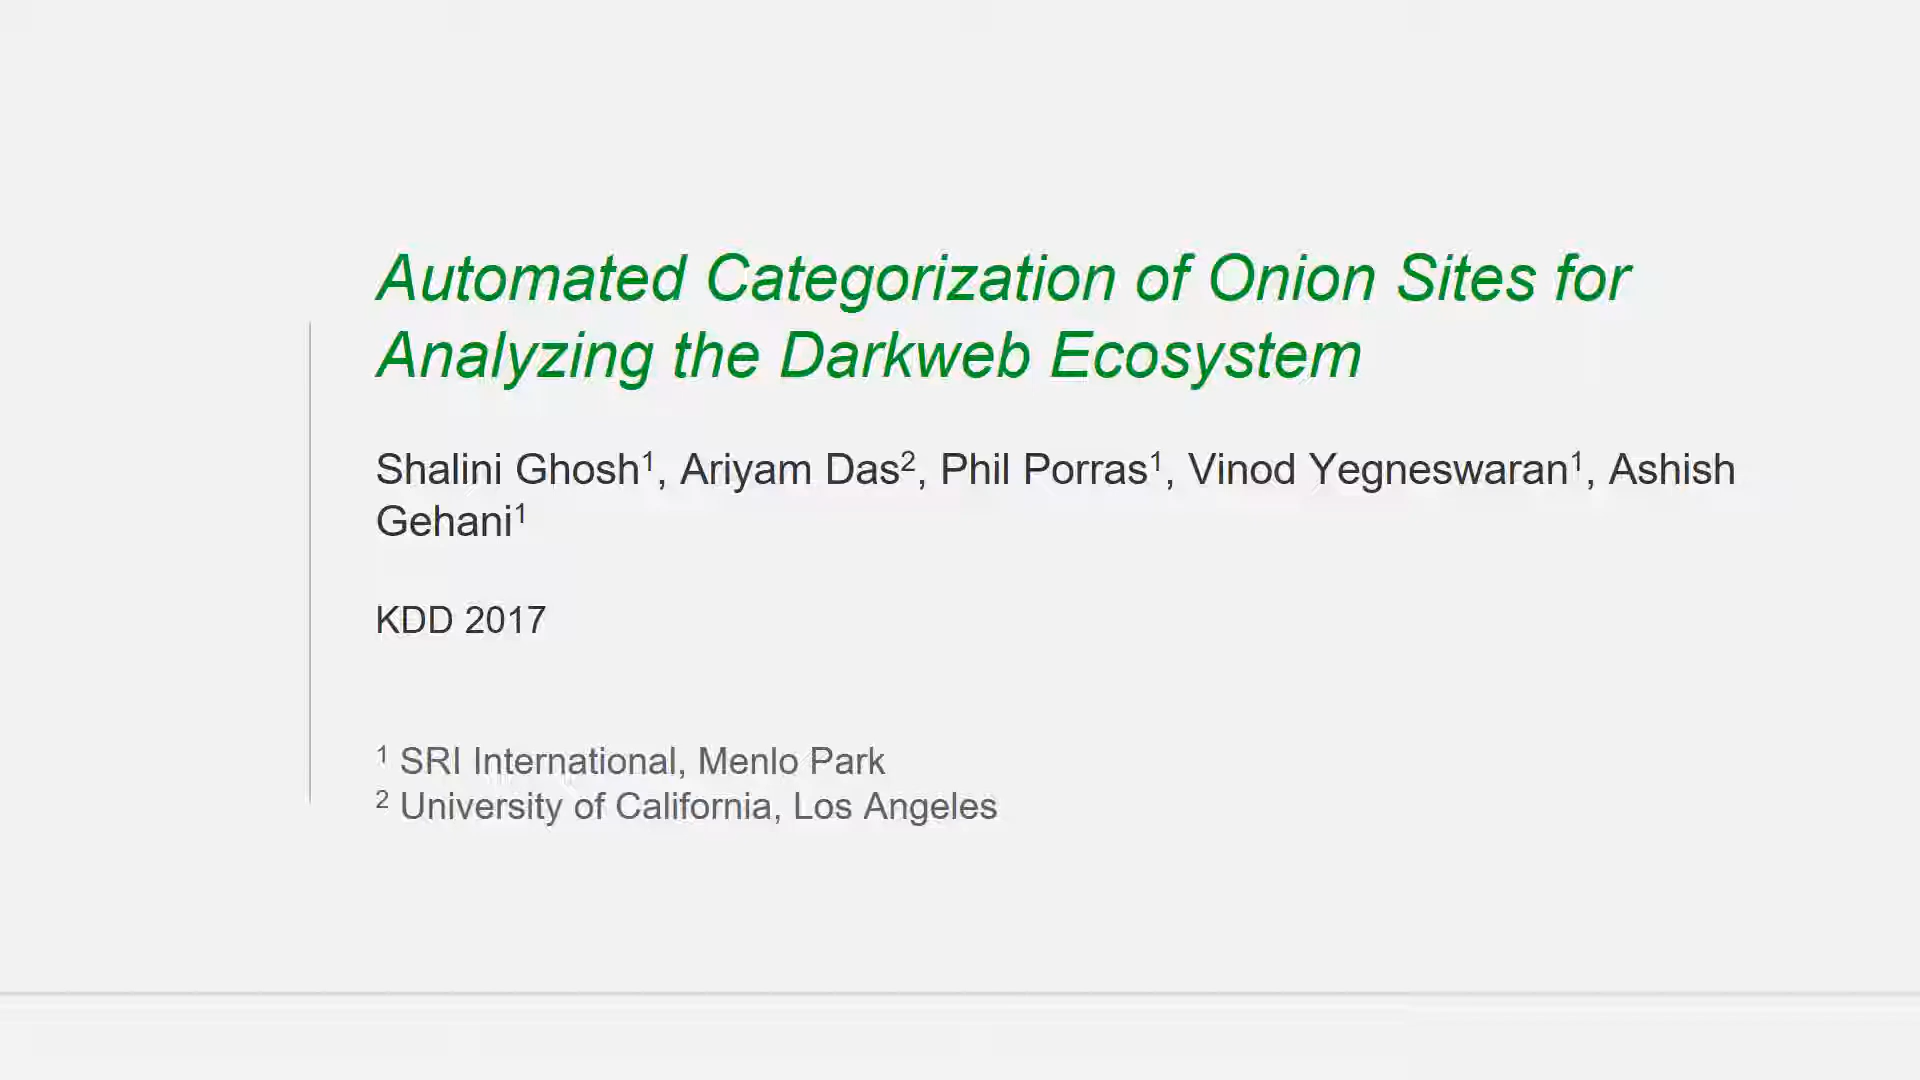 Automated Categorization of Onion Sites for
Analyzing the Darkweb Ecosystem
Shalini Ghosh¹, Ariyam Das², Phil Porras¹, Vinod Yegneswaran¹, Ashish
Gehani¹
KDD 2017
¹ SRI International, Menlo Park
² University of California, Los Angeles